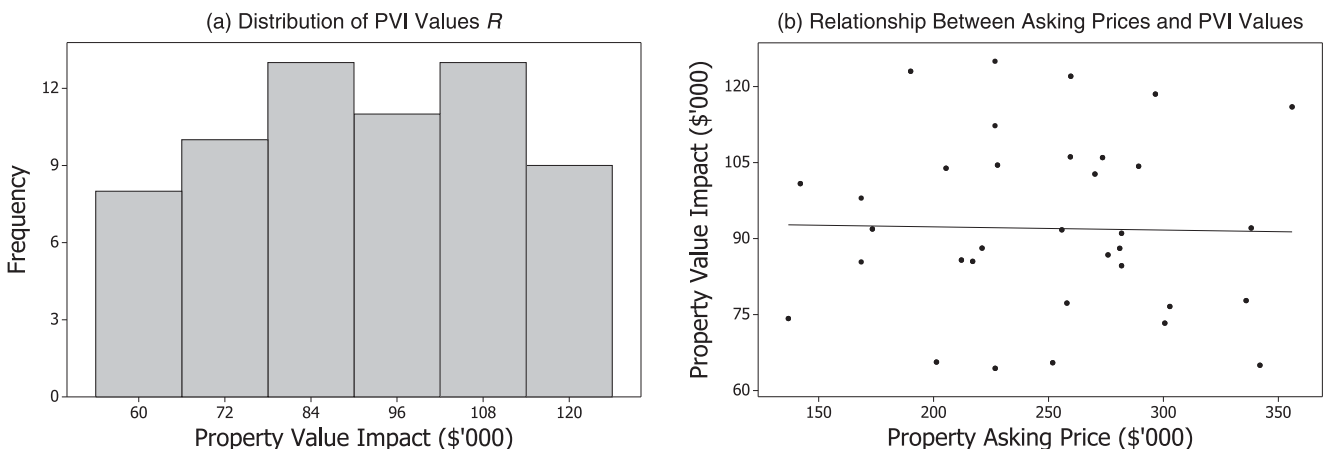 (a) Distribution of PVI Values R
12
9
6
3
0
Frequency
60 72 84 96 108 120
Property Value Impact ($'000)
(b) Relationship Between Asking Prices and PVI Values
120
105
90
75
60
Property Value Impact ($'000)
150 200 250 300 350
Property Asking Price ($'000)